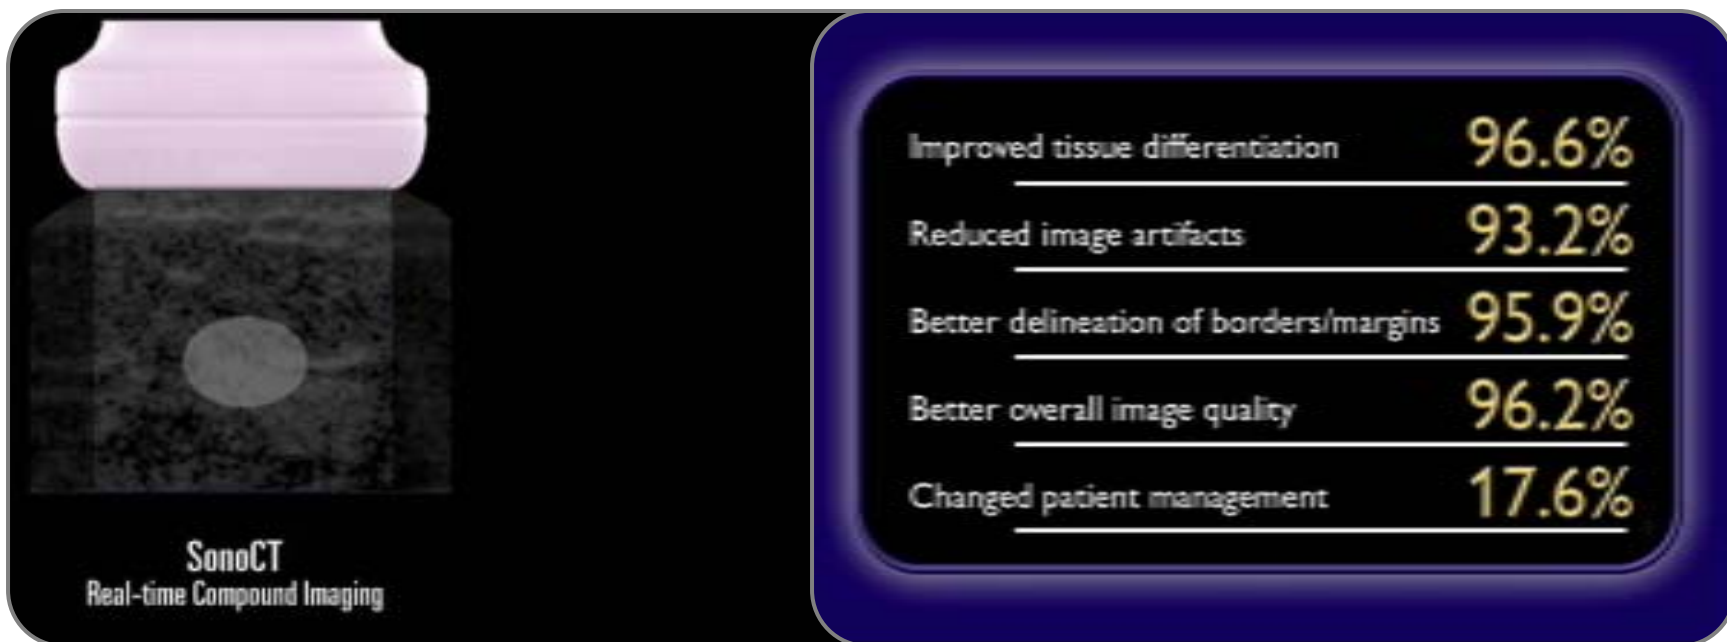 SonoCT
Real-time Compound Imaging
Improved tissue differentiation 96.6%
Reduced image artifacts 93.2%
Better delineation of borders/margins 95.9%
Better overall image quality 96.2%
Changed patient management 17.6%